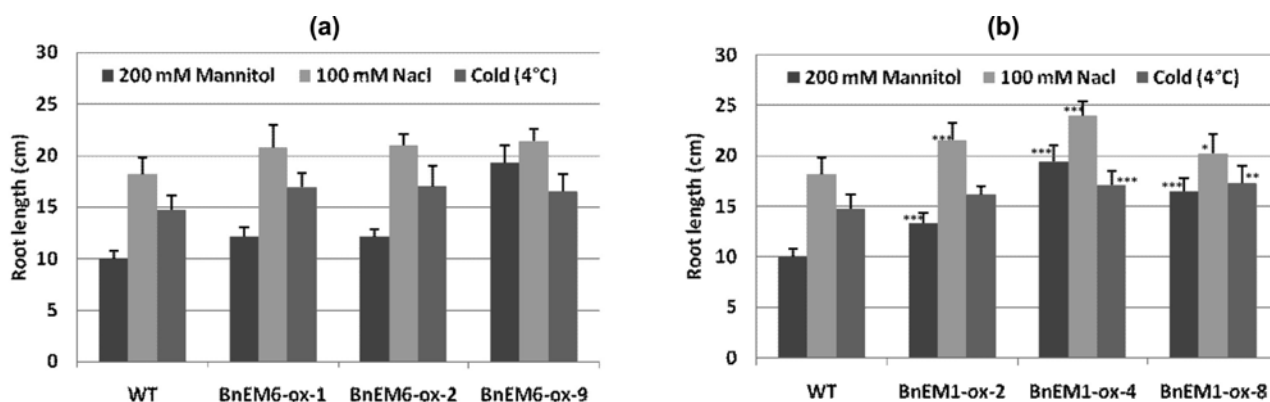 (a)
30
25
20
15
10
5
0
Root length (cm)
200 mM Mannitol 100 mM Nacl Cold (4°C)
WT BnEM6-ox-1 BnEM6-ox-2 BnEM6-ox-9
(b)
30
25
20
15
10
5
0
Root length (cm)
200 mM Mannitol 100 mM Nacl Cold (4°C)
*** *** *** *** *** *** * **
WT BnEM1-ox-2 BnEM1-ox-4 BnEM1-ox-8